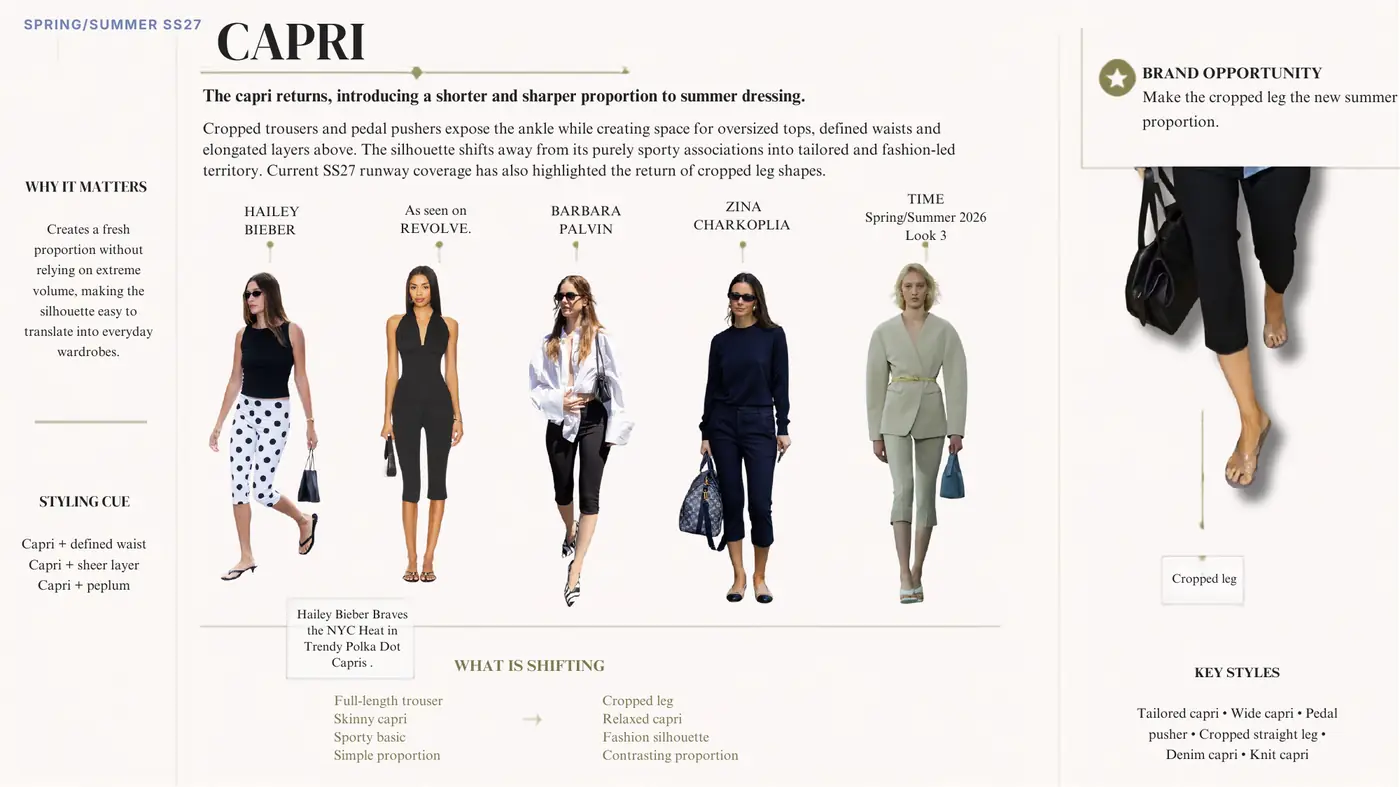 SPRING/SUMMER SS27
CAPRI
The capri returns, introducing a shorter and sharper proportion to summer dressing.
Cropped trousers and pedal pushers expose the ankle while creating space for oversized tops, defined waists and
elongated layers above. The silhouette shifts away from its purely sporty associations into tailored and fashion-led
territory. Current SS27 runway coverage has also highlighted the return of cropped leg shapes.
WHY IT MATTERS
Creates a fresh
proportion without
relying on extreme
volume, making the
silhouette easy to
translate into everyday
wardrobes.
STYLING CUE
Capri + defined waist
Capri + sheer layer
Capri + peplum
HAILEY
BIEBER
As seen on
REVOLVE.
BARBARA
PALVIN
ZINA
CHARKOPLIA
TIME
Spring/Summer 2026
Look 3
Hailey Bieber Braves
the NYC Heat in
Trendy Polka Dot
Capris .
WHAT IS SHIFTING
Full-length trouser
Skinny capri
Sporty basic
Simple proportion
→
Cropped leg
Relaxed capri
Fashion silhouette
Contrasting proportion
BRAND OPPORTUNITY
Make the cropped leg the new summer
proportion.
Cropped leg
KEY STYLES
Tailored capri • Wide capri • Pedal
pusher • Cropped straight leg •
Denim capri • Knit capri